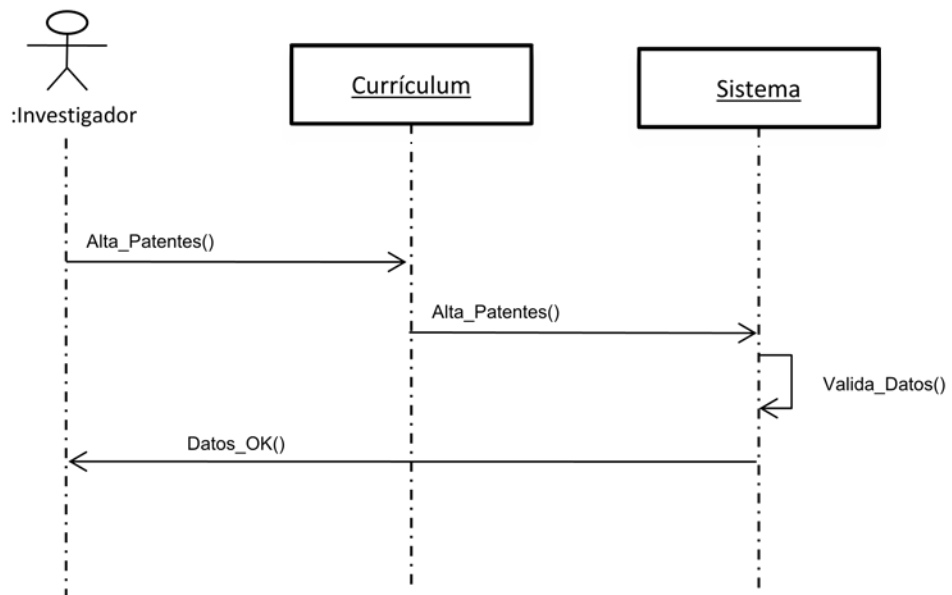 Currículum
Sistema
:Investigador
Alta_Patentes()
Alta_Patentes()
Valida_Datos()
Datos_OK()